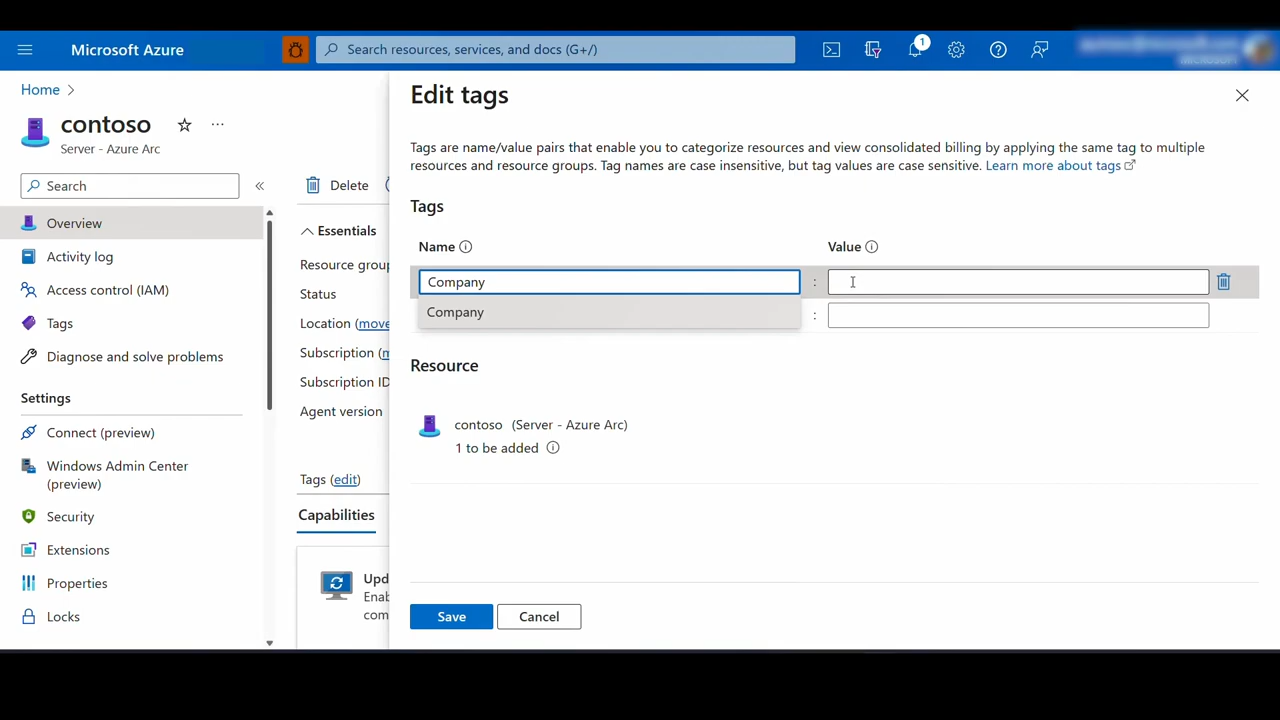 Microsoft Azure
Search resources, services, and docs (G+/)
1
Home
contoso
Server - Azure Arc
Search
Overview
Activity log
Access control (IAM)
Tags
Diagnose and solve problems
Settings
Connect (preview)
Windows Admin Center
(preview)
Security
Extensions
Properties
Locks
Delete
Essentials
Resource group
Status
Location (move
Subscription (m
Subscription ID
Agent version
Tags (edit)
Capabilities
Upd
Enab
com
Edit tags
Tags are name/value pairs that enable you to categorize resources and view consolidated billing by applying the same tag to multiple
resources and resource groups. Tag names are case insensitive, but tag values are case sensitive. Learn more about tags
Tags
Name
Value
Company
:
Company
:
Resource
contoso (Server - Azure Arc)
1 to be added
Save
Cancel